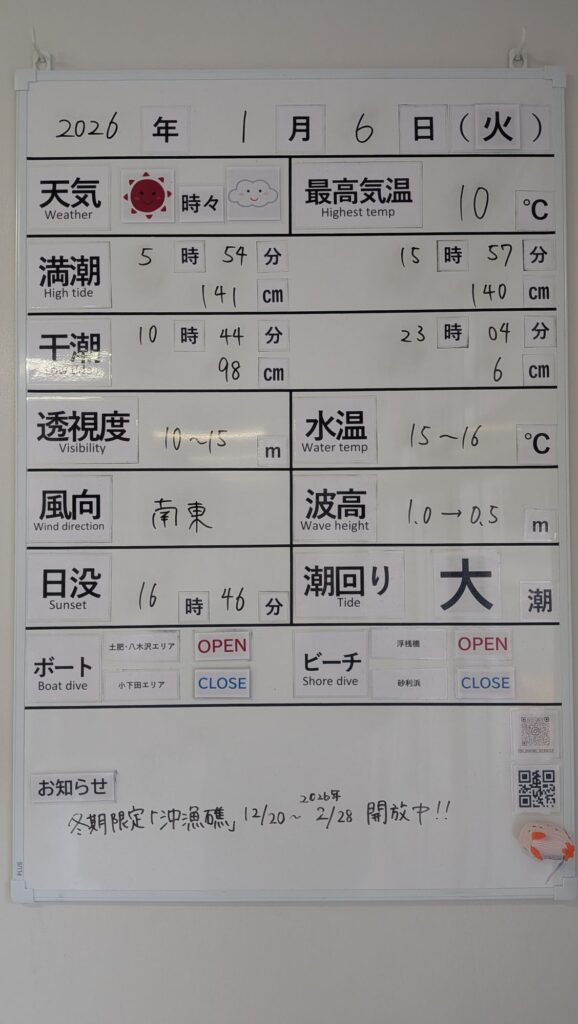 2026 年 1 月 6 日 (火)
天気 時々 最高気温 10 ℃
Weather Highest temp
満潮 5 時 54 分 15 時 57 分
High tide 141 cm 140 cm
干潮 10 時 44 分 23 時 04 分
98 cm 6 cm
透視度 10~15 m 水温 15~16 ℃
Visibility Water temp
風向 南東 波高 1.0→0.5 m
Wind direction Wave height
日没 16 時 46 分 潮回り 大 潮
Sunset Tide
ボート 土肥・八木沢エリア OPEN ビーチ 浮桟橋 OPEN
Boat dive 小下田エリア CLOSE Shore dive 砂利浜 CLOSE
お知らせ
2026年
冬期限定「沖漁礁」12/20~2/28 開放中!!
PLUS